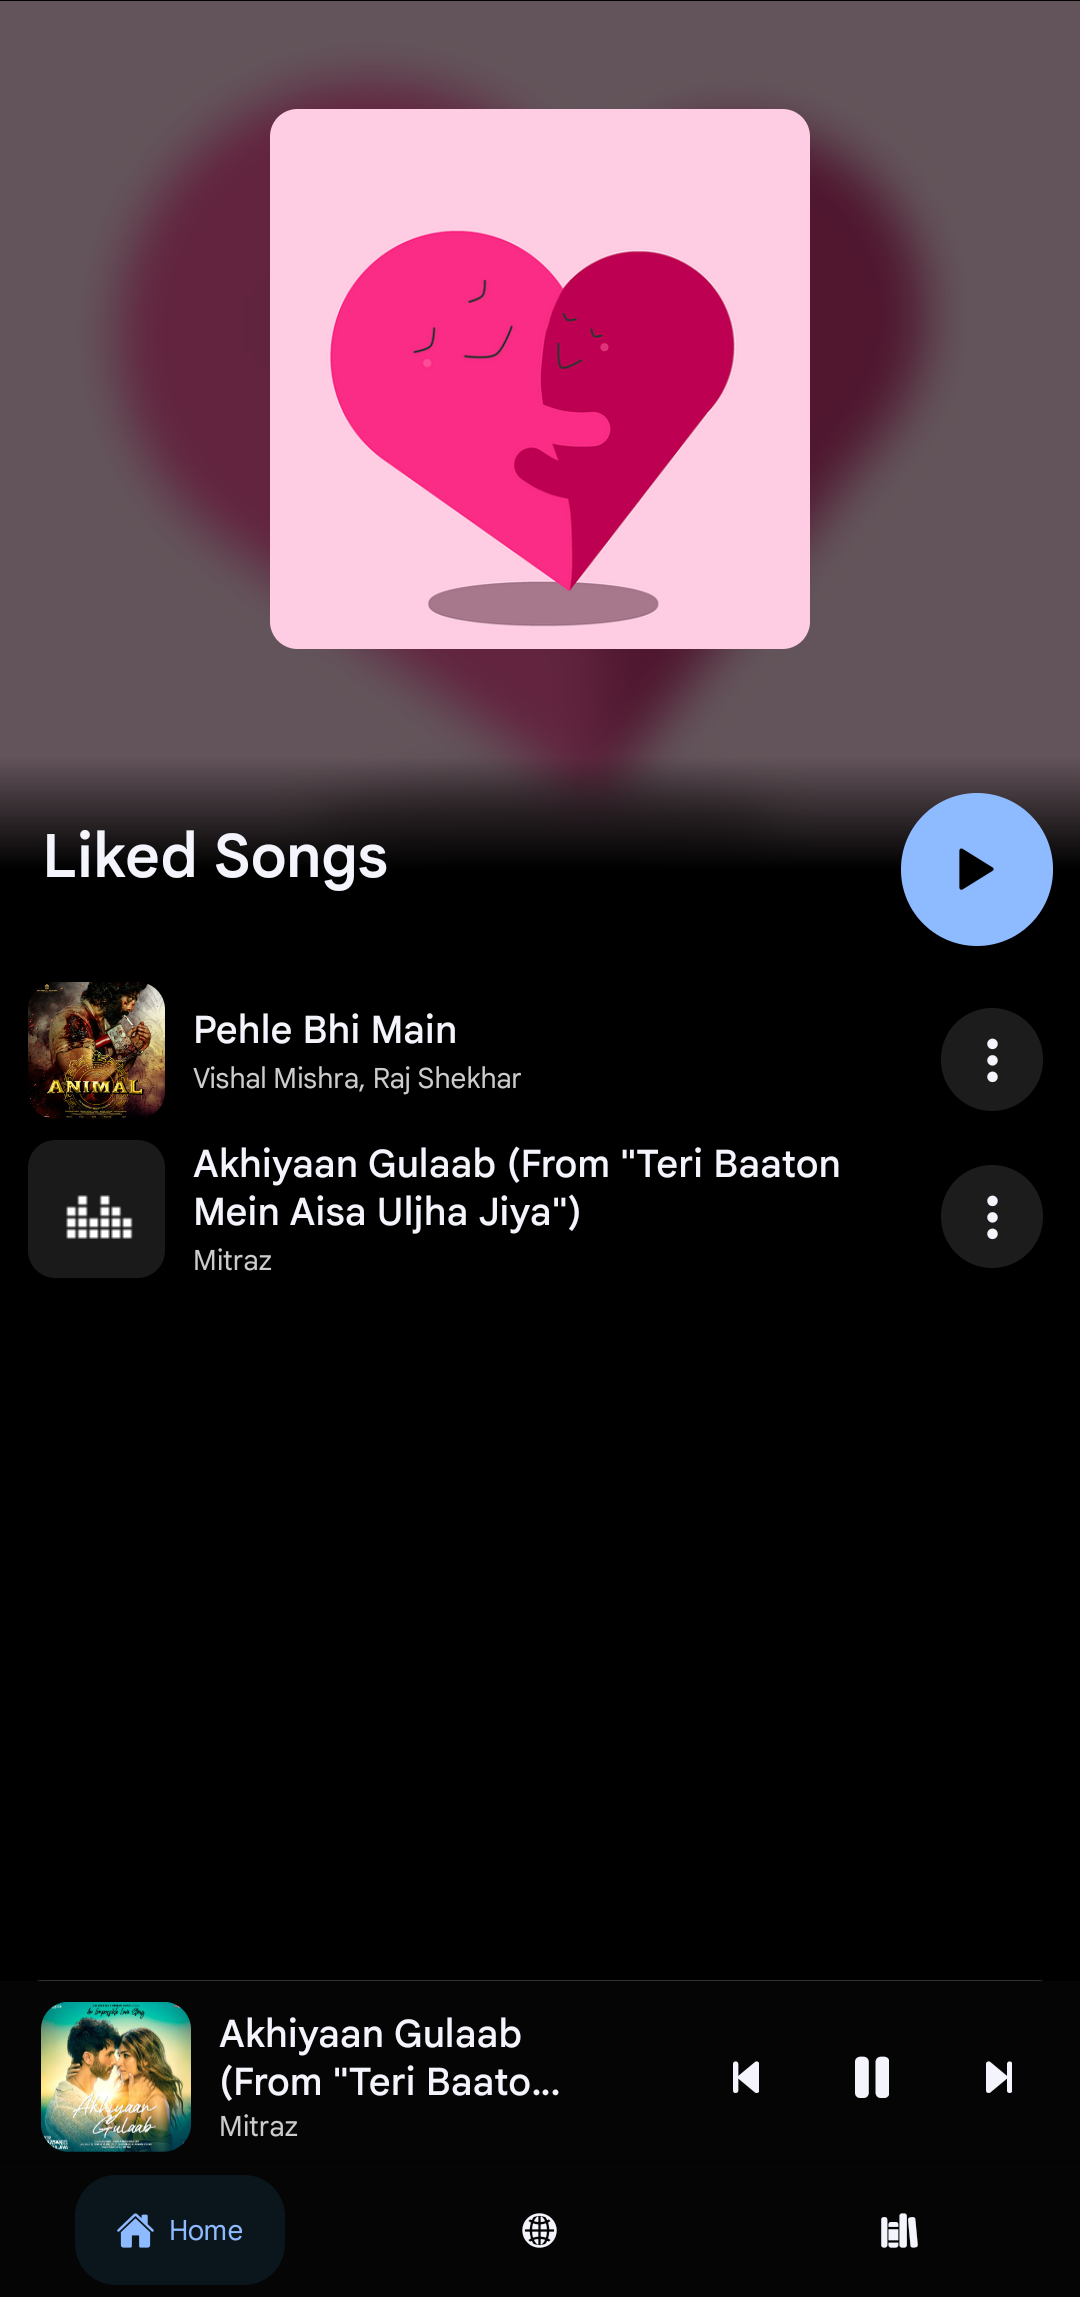 Liked Songs
ANIMAL
Pehle Bhi Main
Vishal Mishra, Raj Shekhar
Akhiyaan Gulaab (From "Teri Baaton
Mein Aisa Uljha Jiya")
Mitraz
Akhiyaan
Gulaab
Akhiyaan Gulaab
(From "Teri Baato...
Mitraz
Home